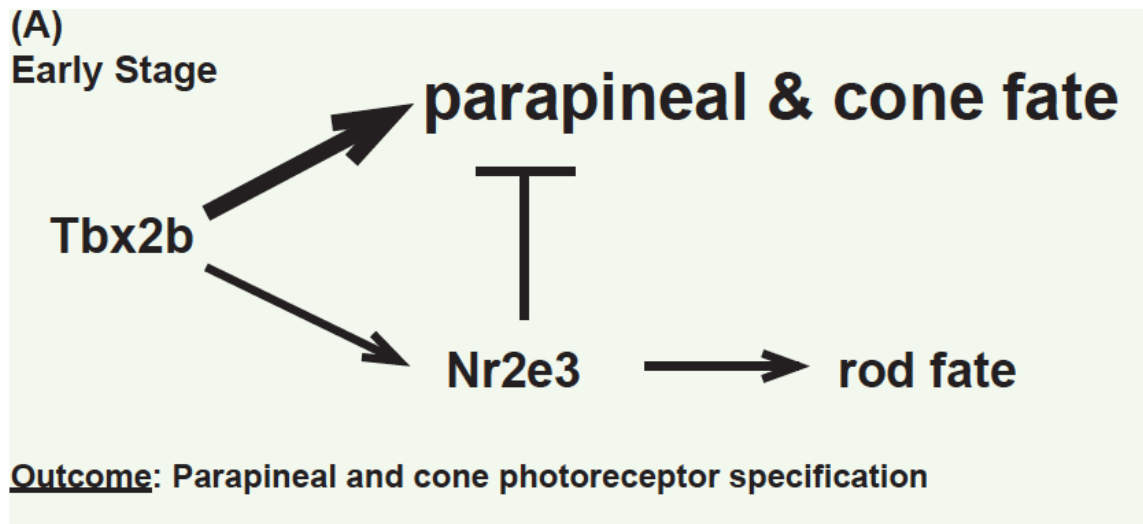 (A)
Early Stage
parapineal & cone fate
Tbx2b
Nr2e3
rod fate
Outcome: Parapineal and cone photoreceptor specification